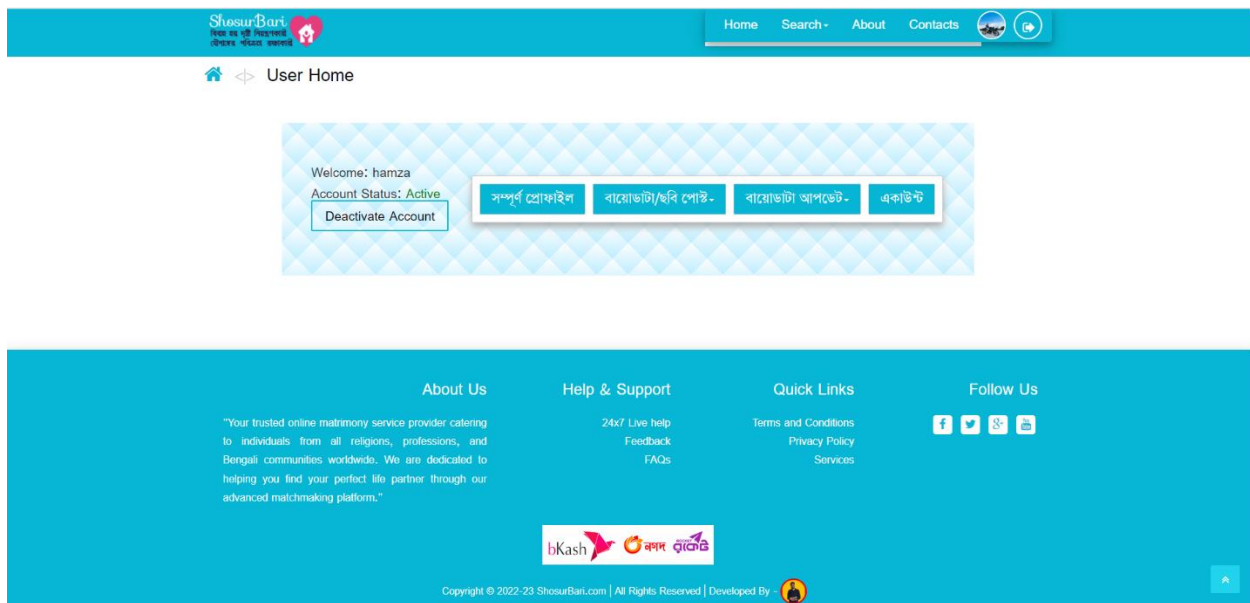 ShosurBari
Home
Search
About
Contacts
User Home
Welcome: hamza
Account Status: Active
Deactivate Account
সম্পূর্ণ প্রোফাইল
বায়োডাটা/ছবি পোস্ট
বায়োডাটা আপডেট
একাউন্ট
About Us
"Your trusted online matrimony service provider catering
to individuals from all religions, professions, and
Bengali communities worldwide. We are dedicated to
helping you find your perfect life partner through our
advanced matchmaking platform."
Help & Support
24x7 Live help
Feedback
FAQs
Quick Links
Terms and Conditions
Privacy Policy
Services
Follow Us
bKash নগদ রকেট
Copyright © 2022-23 ShosurBari.com | All Rights Reserved | Developed By -